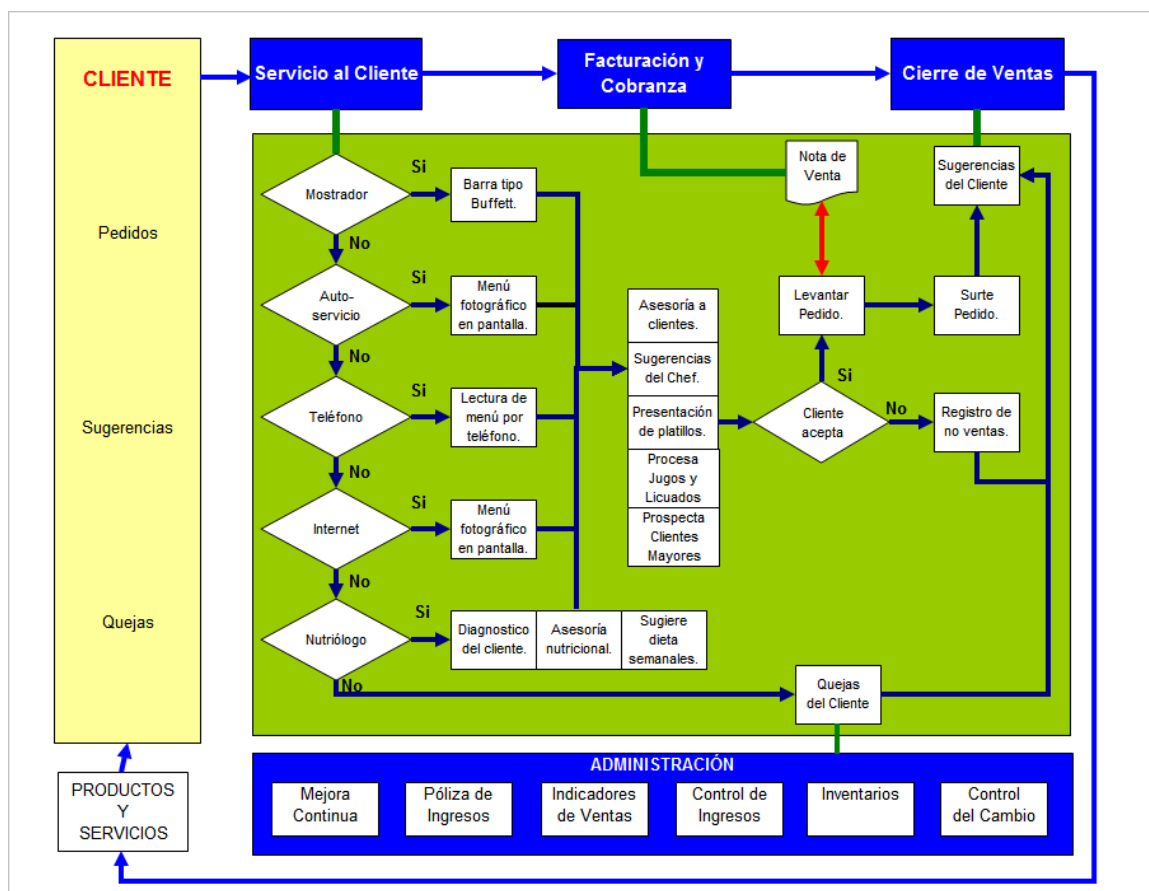 CLIENTE
Pedidos
Sugerencias
Quejas
PRODUCTOS
Y
SERVICIOS
Servicio al Cliente
Facturación y
Cobranza
Cierre de Ventas
Mostrador
Si
No
Barra tipo
Buffett.
Auto-
servicio
Si
No
Menú
fotográfico
en pantalla.
Teléfono
Si
No
Lectura de
menú por
teléfono.
Internet
Si
No
Menú
fotográfico
en pantalla.
Nutriólogo
Si
No
Diagnostico
del cliente.
Asesoría
nutricional.
Sugiere
dieta
semanales.
Asesoría a
clientes.
Sugerencias
del Chef.
Presentación
de platillos.
Procesa
Jugos y
Licuados
Prospecta
Clientes
Mayores
Nota de
Venta
Levantar
Pedido.
Si
Cliente
acepta
No
Sugerencias
del Cliente
Surte
Pedido.
Registro de
no ventas.
Quejas
del Cliente
ADMINISTRACIÓN
Mejora
Continua
Póliza de
Ingresos
Indicadores
de Ventas
Control de
Ingresos
Inventarios
Control
del Cambio